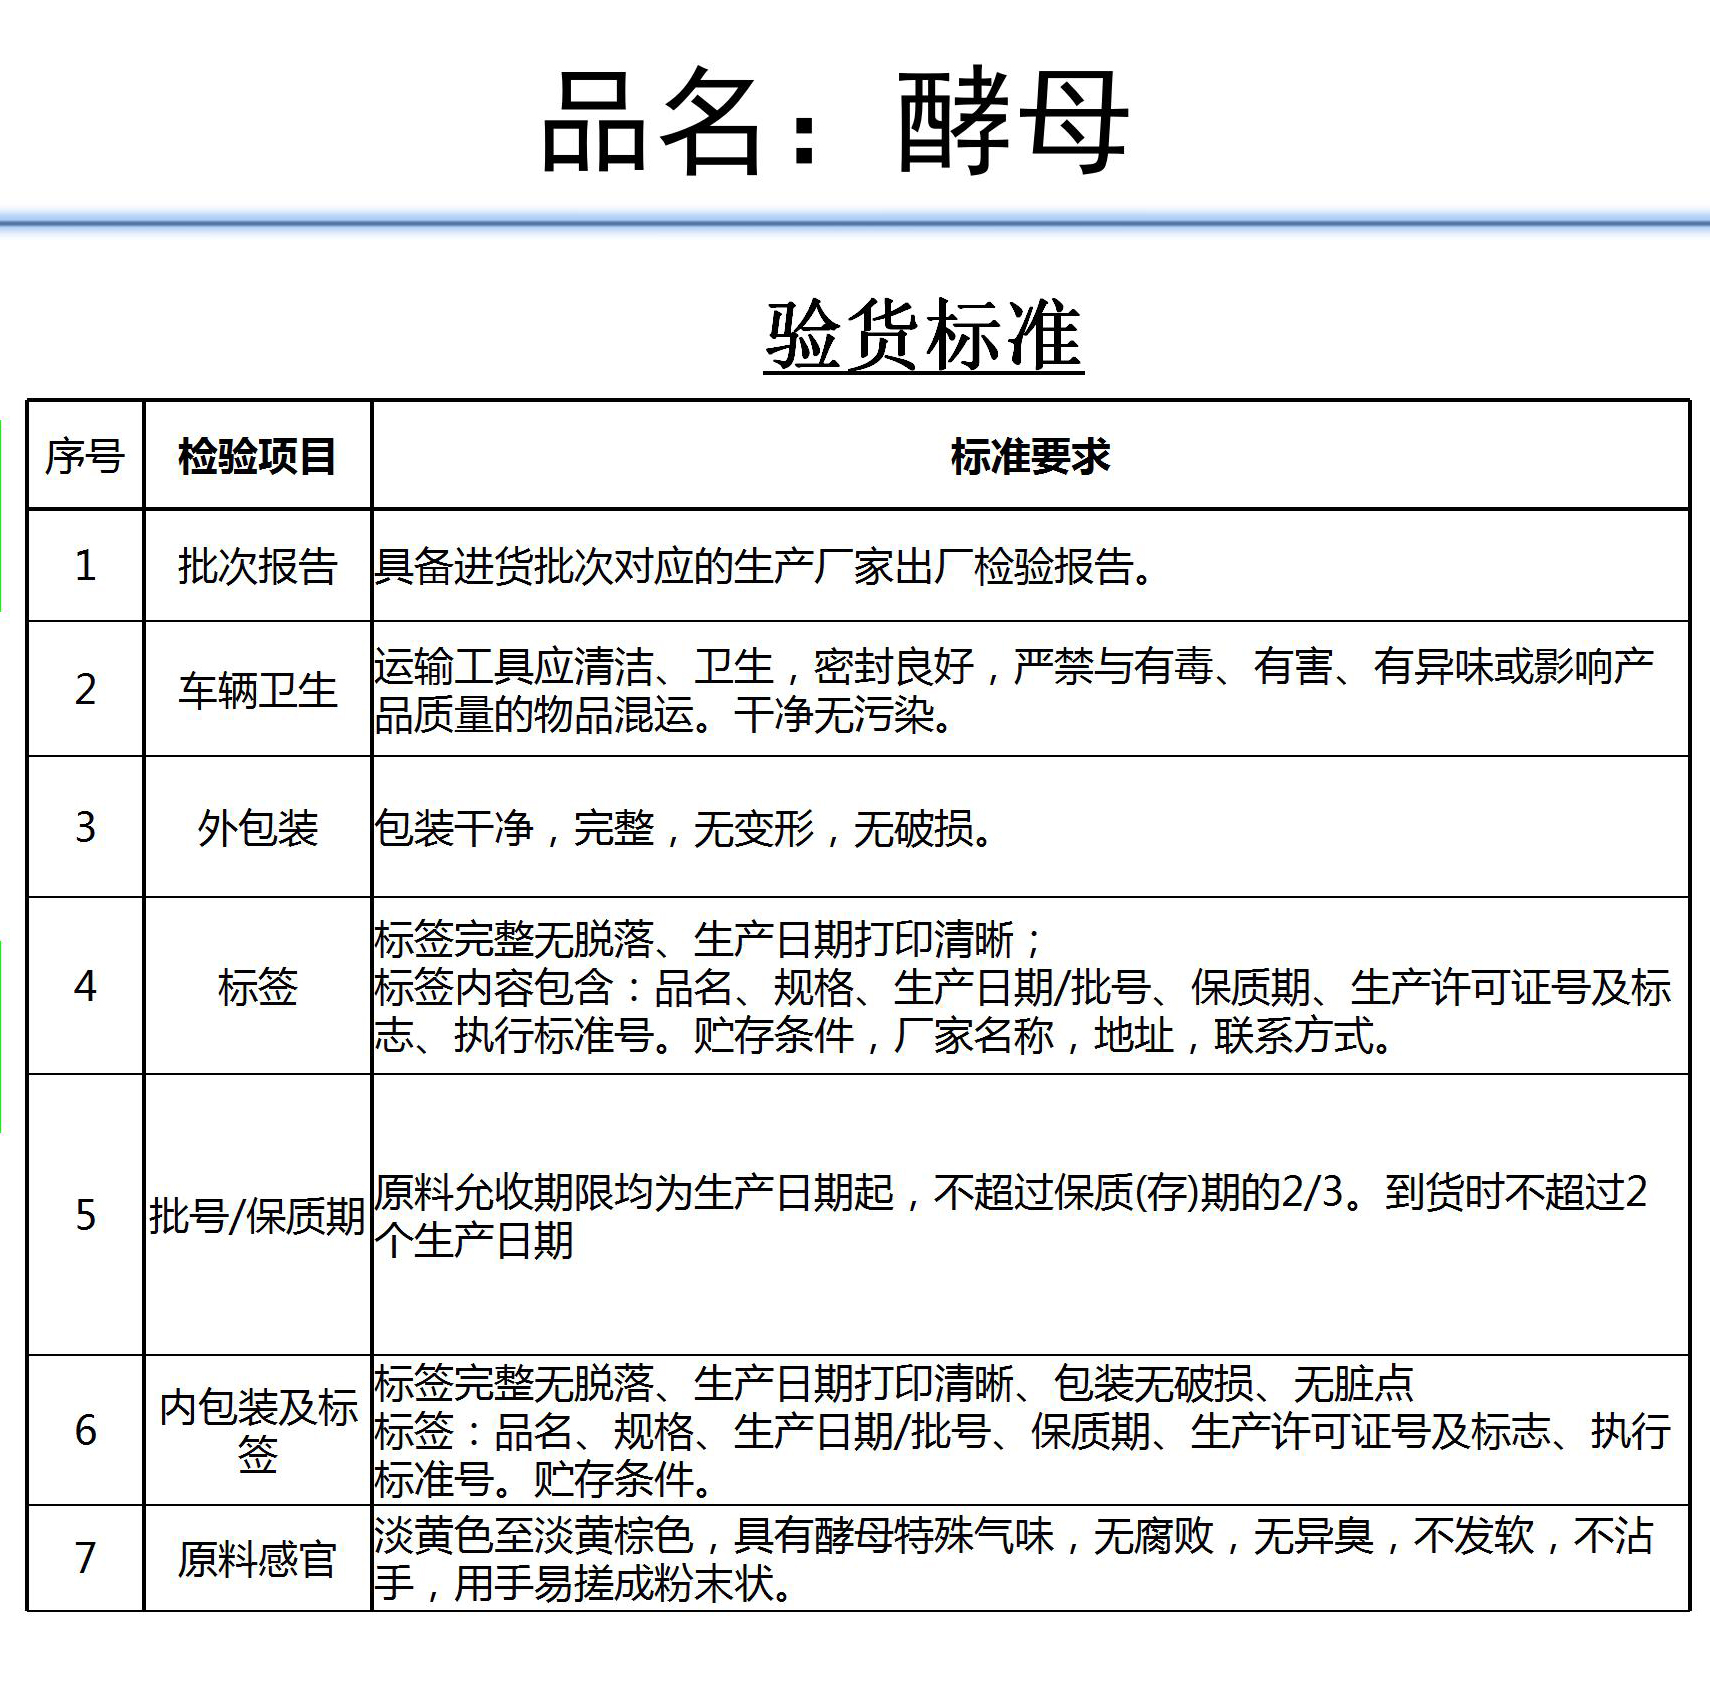 品名：酵母
验货标准
序号 检验项目 标准要求
1 批次报告 具备进货批次对应的生产厂家出厂检验报告。
2 车辆卫生 运输工具应清洁、卫生，密封良好，严禁与有毒、有害、有异味或影响产
品质量的物品混运。干净无污染。
3 外包装 包装干净，完整，无变形，无破损。
4 标签 标签完整无脱落、生产日期打印清晰；
标签内容包含：品名、规格、生产日期/批号、保质期、生产许可证号及标
志、执行标准号。贮存条件，厂家名称，地址，联系方式。
5 批号/保质期 原料允收期限均为生产日期起，不超过保质(存)期的2/3。到货时不超过2
个生产日期
6 内包装及标
签
标签完整无脱落、生产日期打印清晰、包装无破损、无脏点
标签：品名、规格、生产日期/批号、保质期、生产许可证号及标志、执行
标准号。贮存条件。
7 原料感官 淡黄色至淡黄棕色，具有酵母特殊气味，无腐败，无异臭，不发软，不沾
手，用手易搓成粉末状。